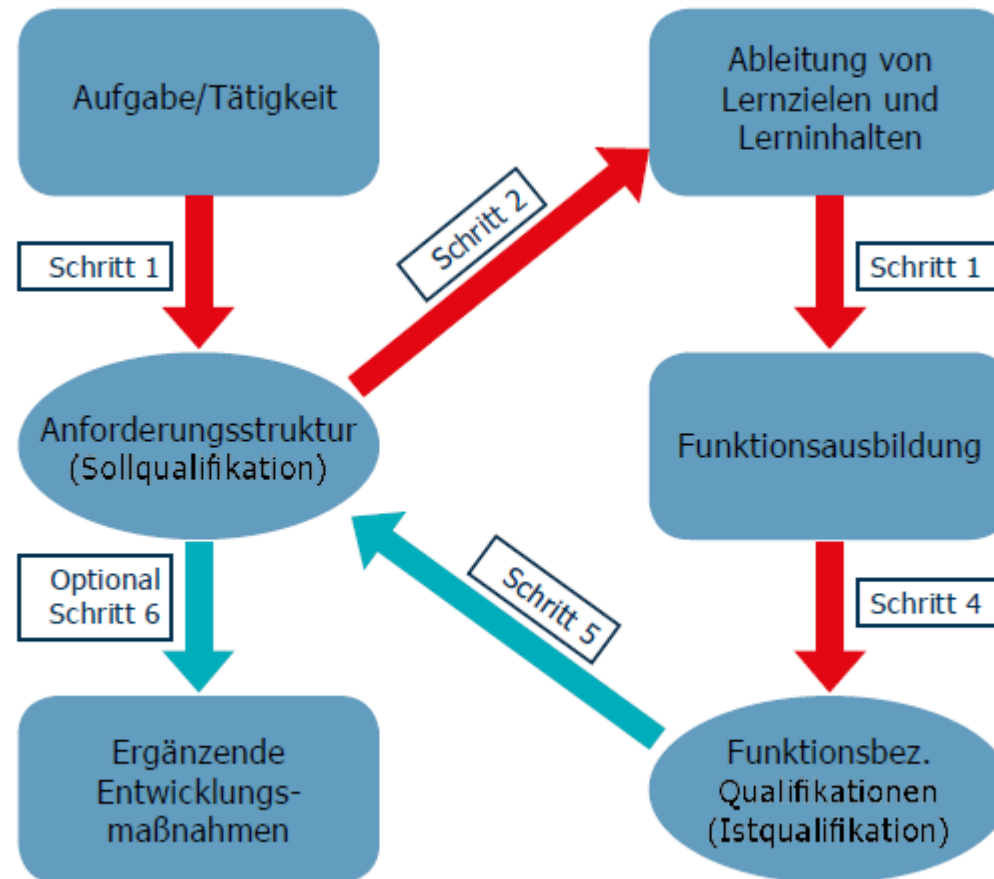 Aufgabe/Tätigkeit
Ableitung von
Lernzielen und
Lerninhalten
Schritt 1
Schritt 2
Schritt 1
Anforderungsstruktur
(Sollqualifikation)
Funktionsausbildung
Optional
Schritt 6
Schritt 5
Schritt 4
Ergänzende
Entwicklungs-
maßnahmen
Funktionsbez.
Qualifikationen
(Istqualifikation)